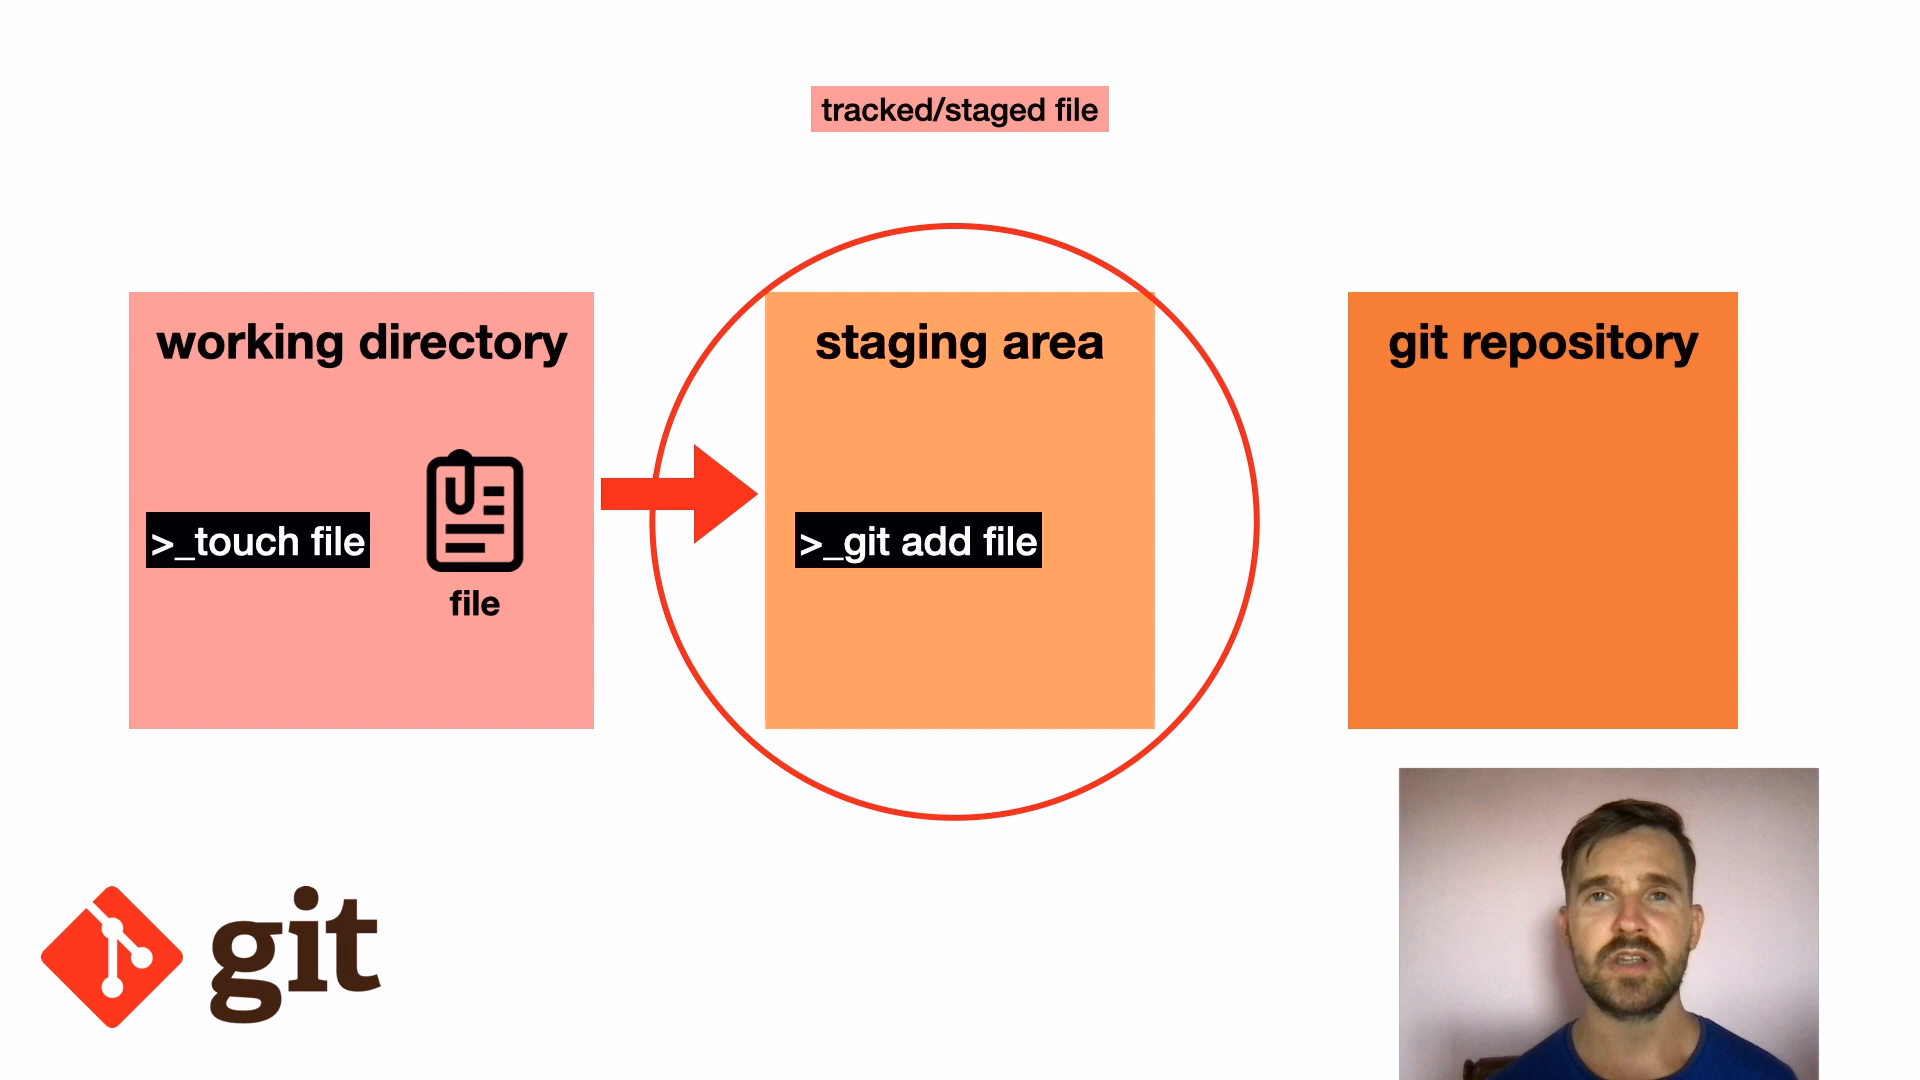 tracked/staged file
working directory
staging area
git repository
>_touch file
file
>_git add file
git